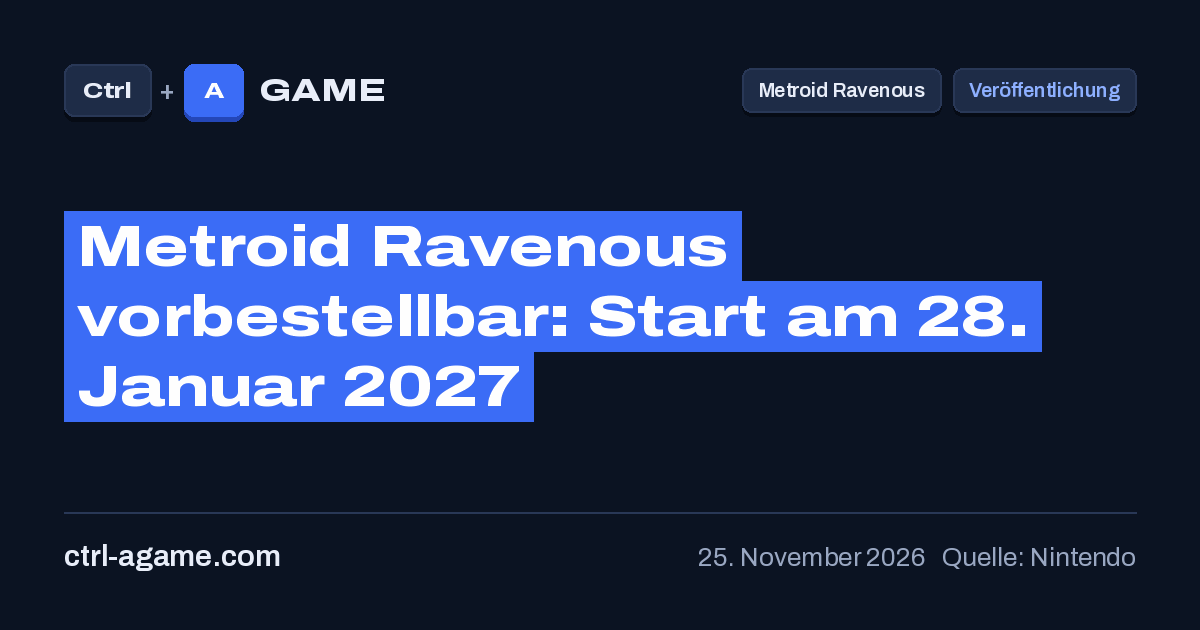 Ctrl + A GAME
Metroid Ravenous
Veröffentlichung
Metroid Ravenous
vorbestellbar: Start am 28.
Januar 2027
ctrl-agame.com
25. November 2026 Quelle: Nintendo